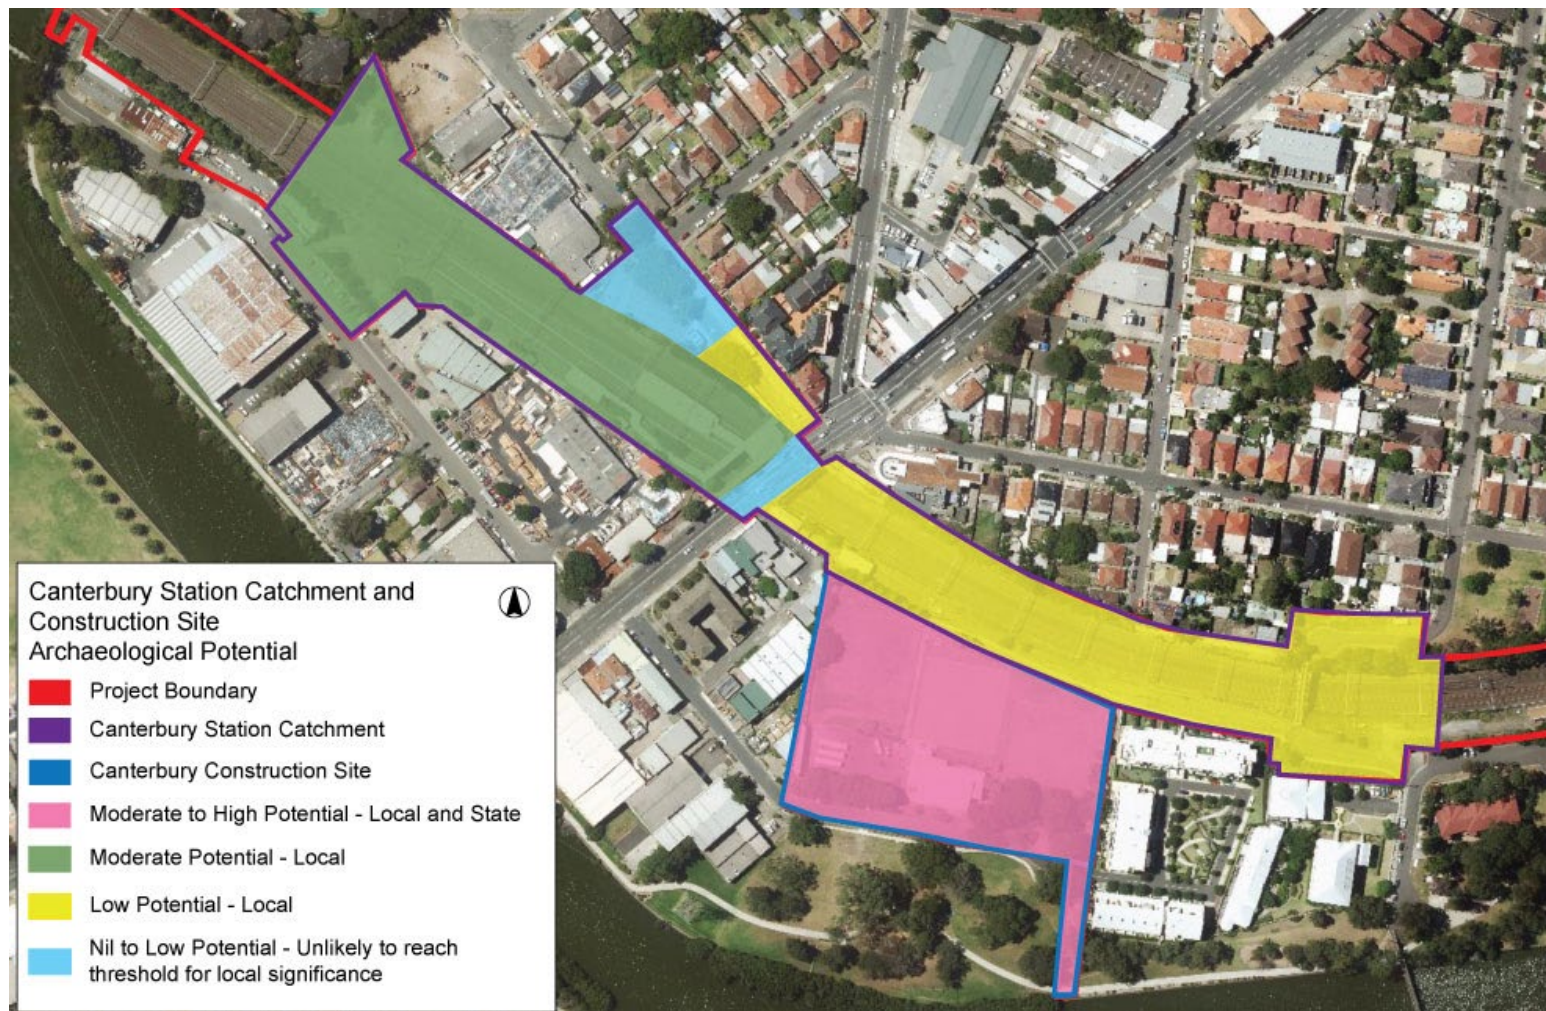 Canterbury Station Catchment and
Construction Site
Archaeological Potential
Project Boundary
Canterbury Station Catchment
Canterbury Construction Site
Moderate to High Potential - Local and State
Moderate Potential - Local
Low Potential - Local
Nil to Low Potential - Unlikely to reach
threshold for local significance